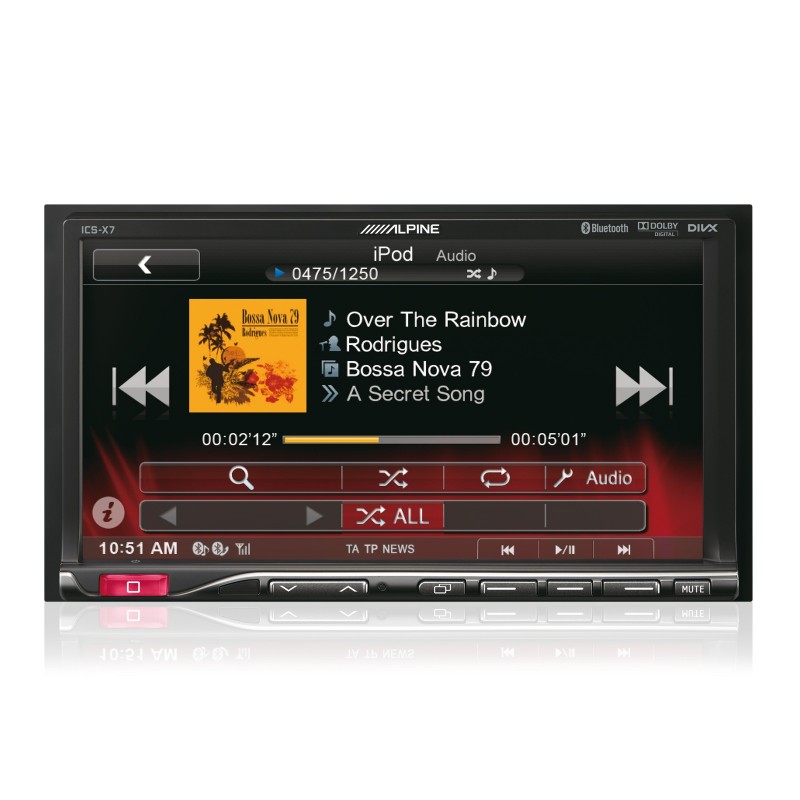 ICS-X7
ALPINE
Bluetooth
DOLBY
DIGITAL
DIVX
iPod Audio
0475/1250
Bossa Nova 79
Rodrigues
Over The Rainbow
Rodrigues
Bossa Nova 79
A Secret Song
00:02'12" 00:05'01"
Audio
i
ALL
10:51 AM
TA TP NEWS
MUTE